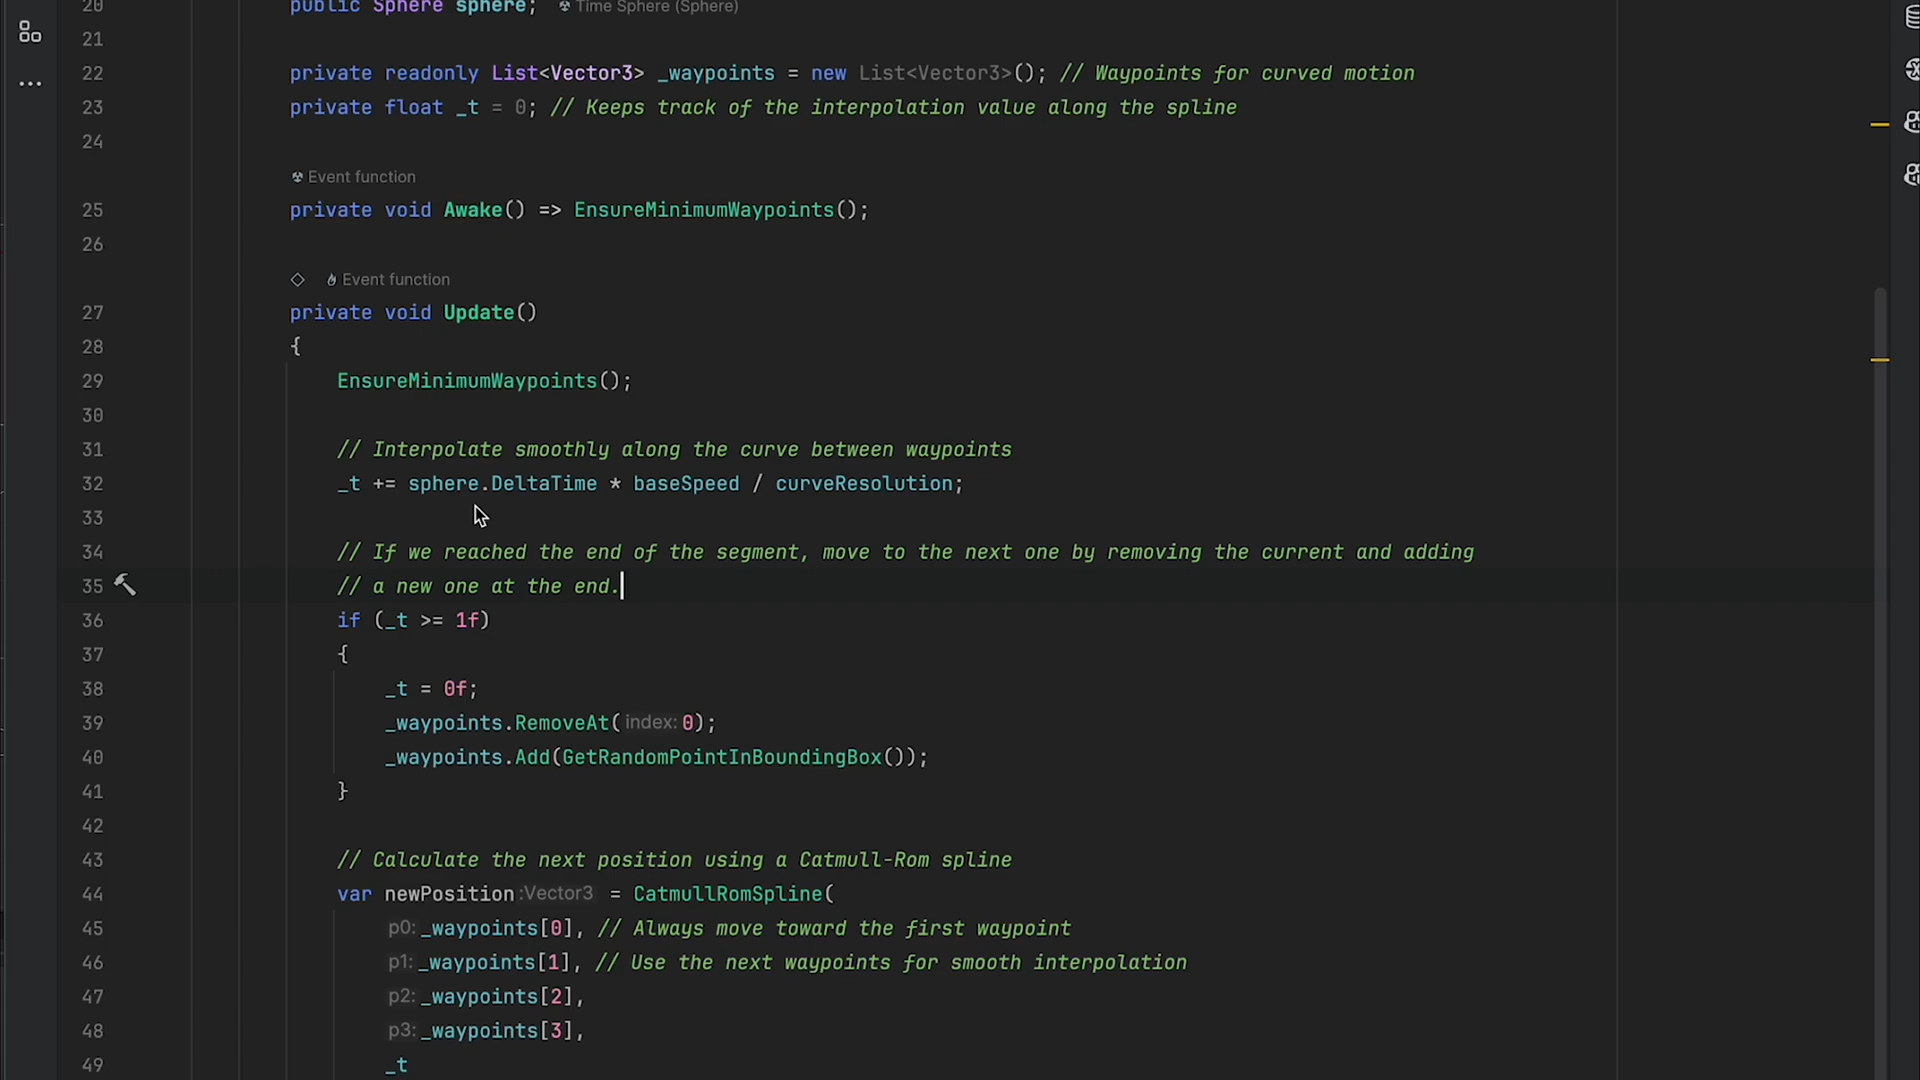 20 public Sphere sphere; Time Sphere (Sphere)
21
22 private readonly List<Vector3> _waypoints = new List<Vector3>(); // Waypoints for curved motion
23 private float _t = 0; // Keeps track of the interpolation value along the spline
24
Event function
25 private void Awake() => EnsureMinimumWaypoints();
26
Event function
27 private void Update()
28 {
29 EnsureMinimumWaypoints();
30
31 // Interpolate smoothly along the curve between waypoints
32 _t += sphere.DeltaTime * baseSpeed / curveResolution;
33
34 // If we reached the end of the segment, move to the next one by removing the current and adding
35 // a new one at the end.
36 if (_t >= 1f)
37 {
38 _t = 0f;
39 _waypoints.RemoveAt(index:0);
40 _waypoints.Add(GetRandomPointInBoundingBox());
41 }
42
43 // Calculate the next position using a Catmull-Rom spline
44 var newPosition:Vector3 = CatmullRomSpline(
45 p0:_waypoints[0], // Always move toward the first waypoint
46 p1:_waypoints[1], // Use the next waypoints for smooth interpolation
47 p2:_waypoints[2],
48 p3:_waypoints[3],
49 _t